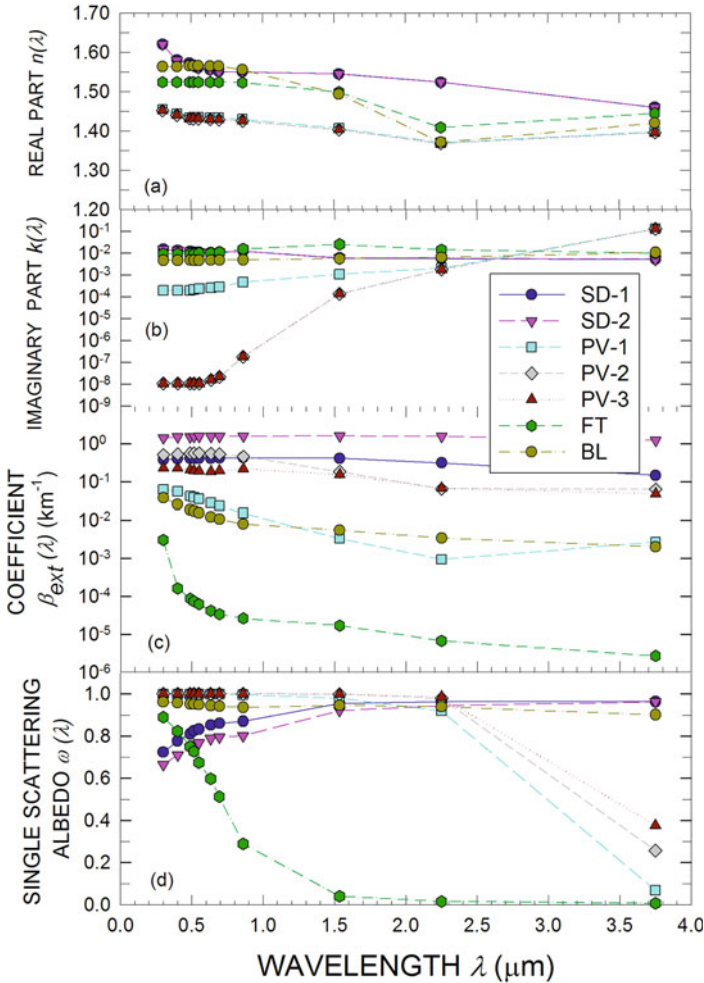 REAL PART n(λ)
1.70
1.60
1.50
1.40
1.30
1.20
(a)
IMAGINARY PART k(λ)
10⁻¹
10⁻²
10⁻³
10⁻⁴
10⁻⁵
10⁻⁶
10⁻⁷
10⁻⁸
10⁻⁹
(b)
SD-1
SD-2
PV-1
PV-2
PV-3
FT
BL
COEFFICIENT
βext (λ) (km⁻¹)
10⁰
10⁻¹
10⁻²
10⁻³
10⁻⁴
10⁻⁵
10⁻⁶
(c)
SINGLE SCATTERING
ALBEDO ω(λ)
1.0
0.8
0.6
0.4
0.2
0.0
(d)
0.0 0.5 1.0 1.5 2.0 2.5 3.0 3.5 4.0
WAVELENGTH λ (μm)